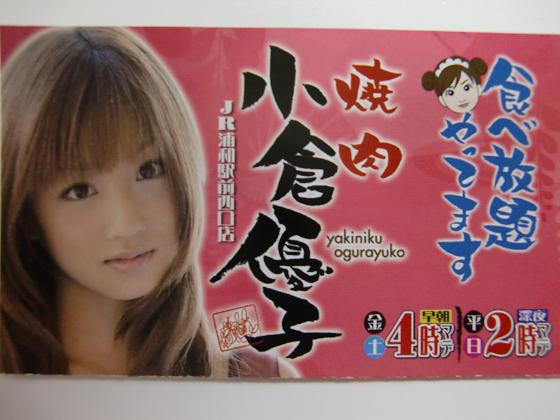 食べ放題
やってます
焼肉
小倉優子
yakiniku
ogurayuko
JR浦和駅前西口店
平日
深夜
2時マデ
金土
早朝
4時マデ